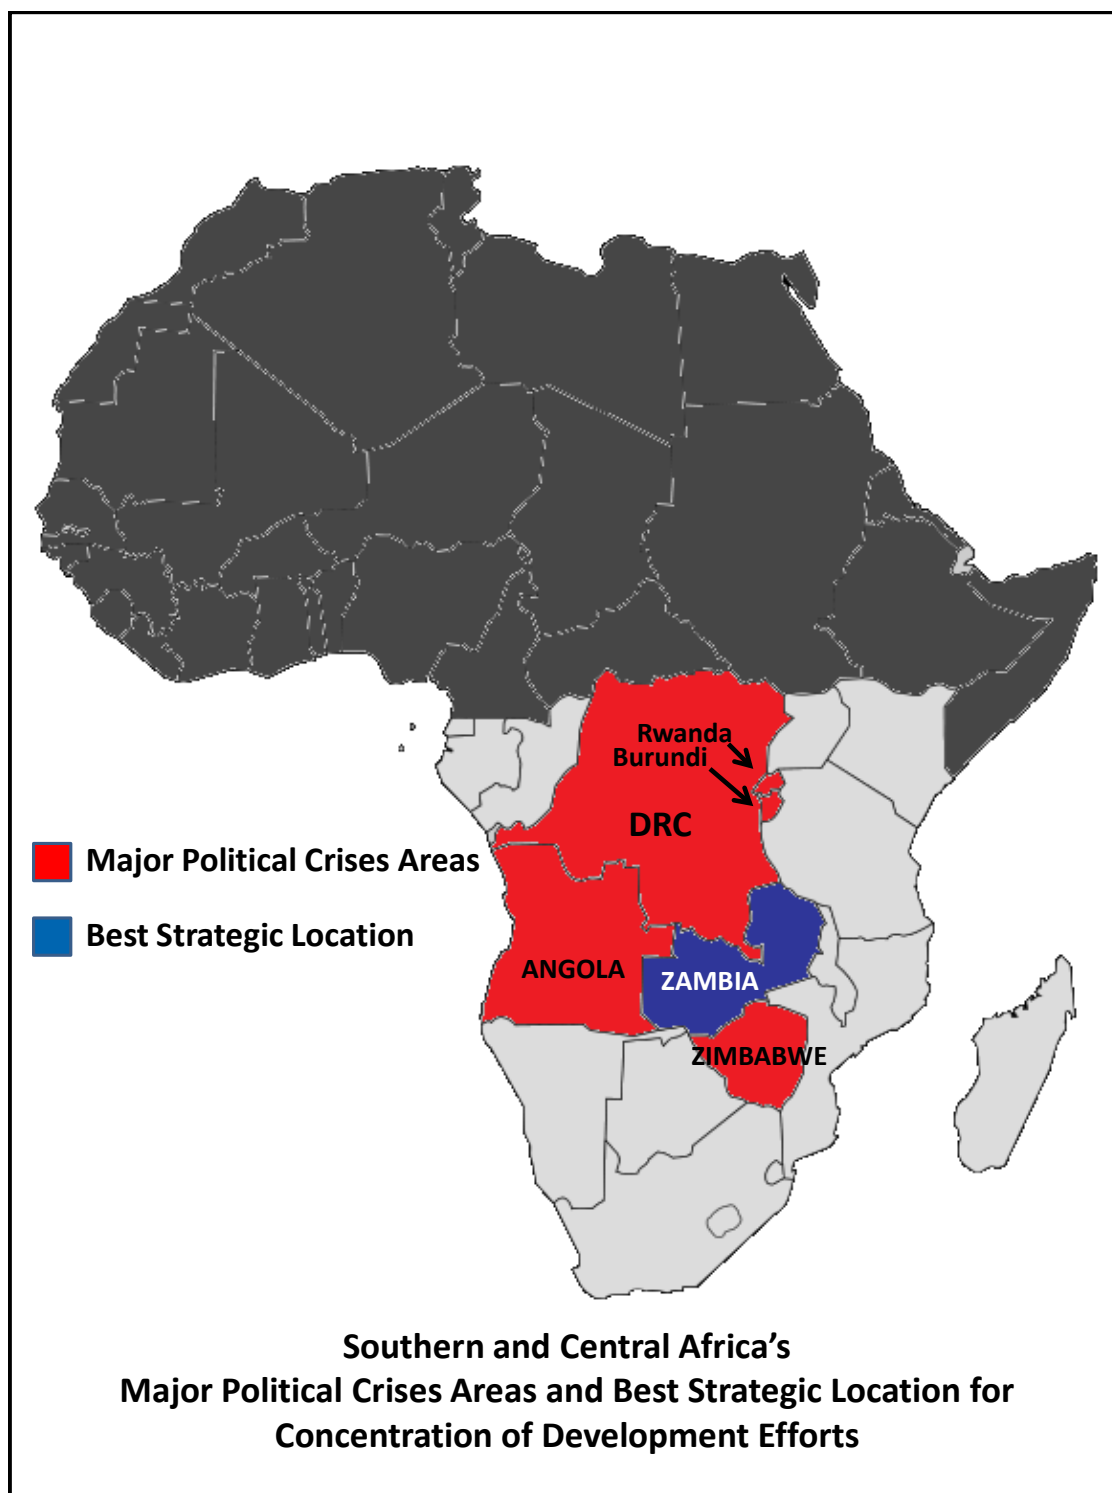 Rwanda
Burundi
DRC
Major Political Crises Areas
Best Strategic Location
ANGOLA
ZAMBIA
ZIMBABWE
Southern and Central Africa’s
Major Political Crises Areas and Best Strategic Location for
Concentration of Development Efforts